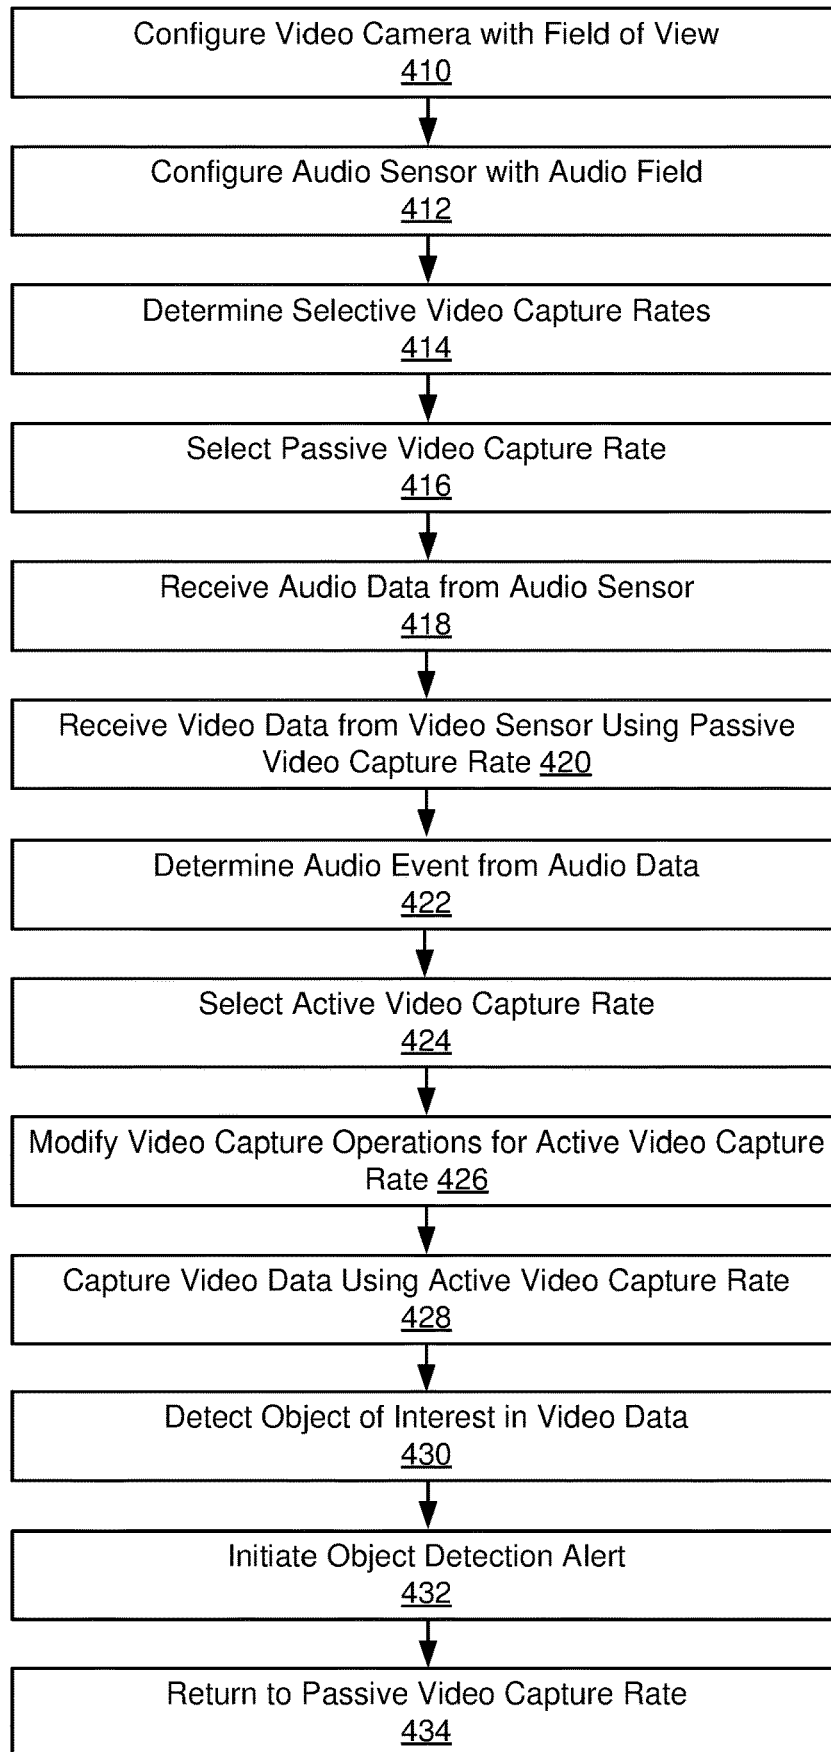 Configure Video Camera with Field of View
410
Configure Audio Sensor with Audio Field
412
Determine Selective Video Capture Rates
414
Select Passive Video Capture Rate
416
Receive Audio Data from Audio Sensor
418
Receive Video Data from Video Sensor Using Passive
Video Capture Rate 420
Determine Audio Event from Audio Data
422
Select Active Video Capture Rate
424
Modify Video Capture Operations for Active Video Capture
Rate 426
Capture Video Data Using Active Video Capture Rate
428
Detect Object of Interest in Video Data
430
Initiate Object Detection Alert
432
Return to Passive Video Capture Rate
434